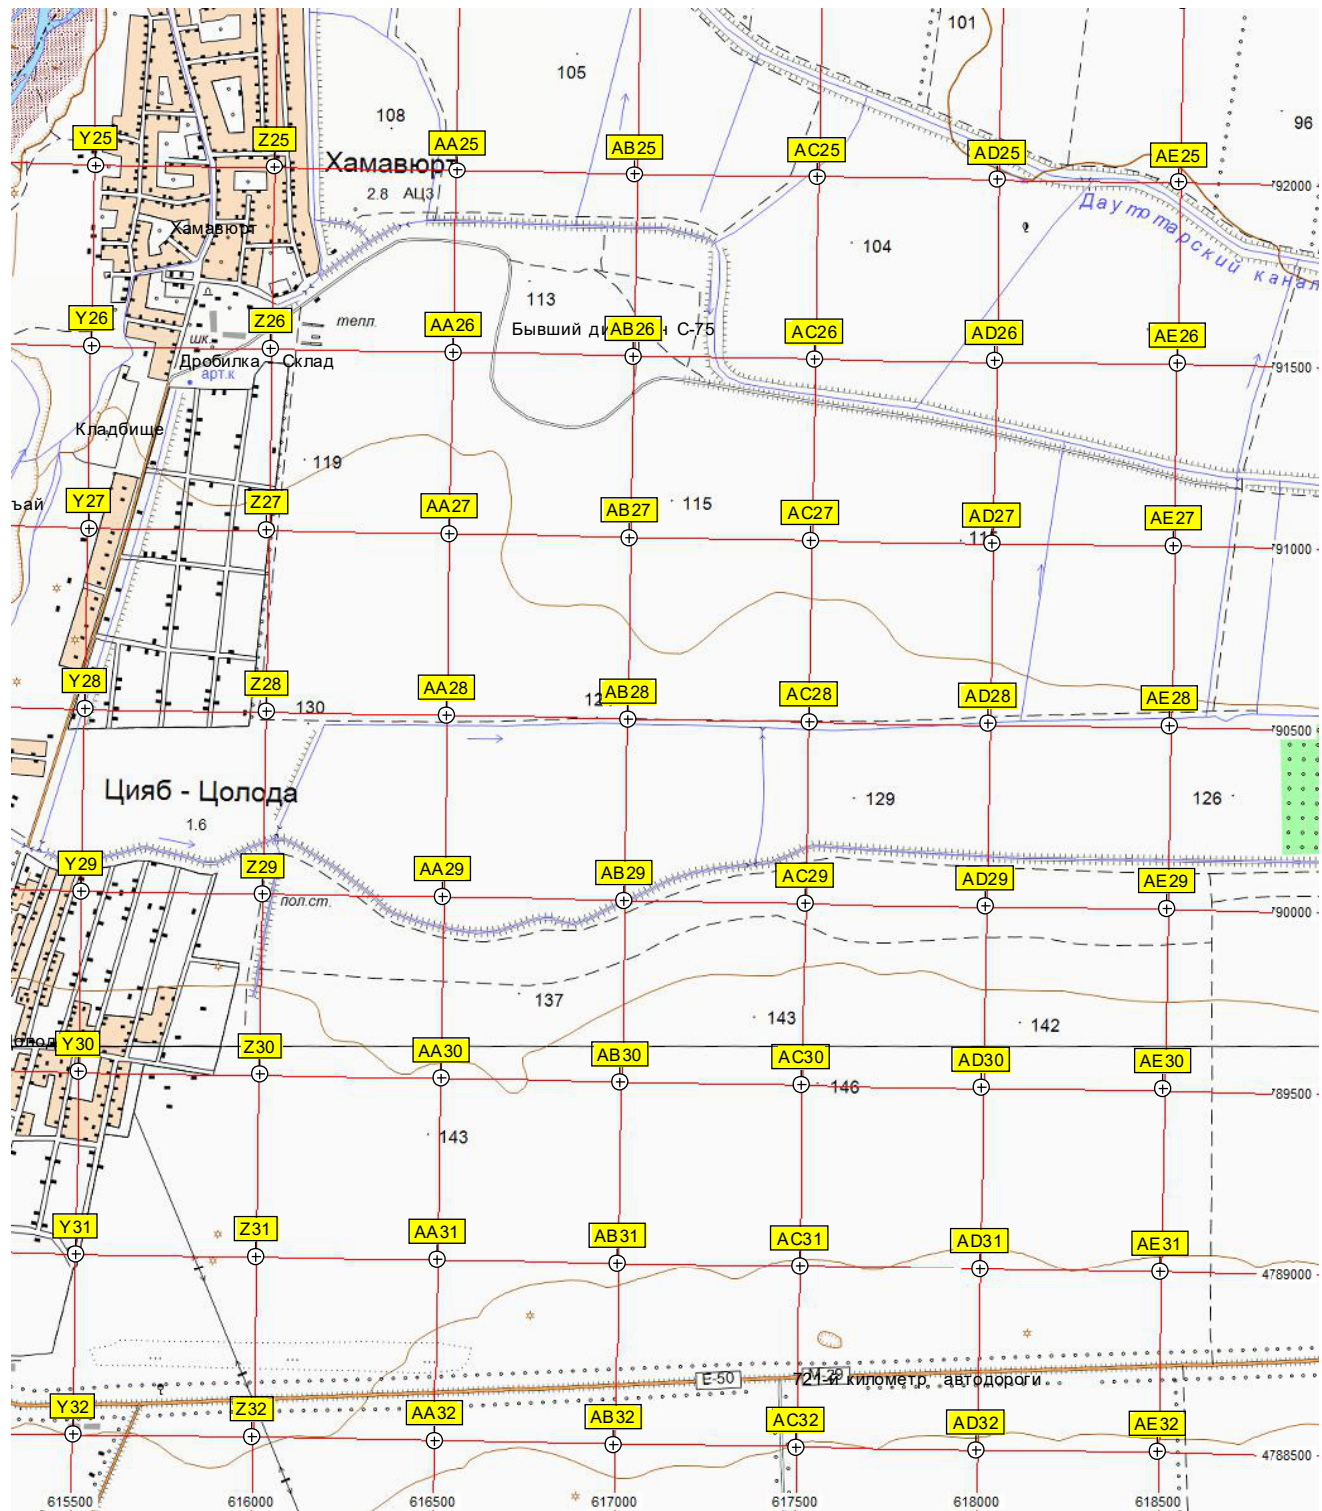 101
105
108
96
Y25 Z25 AA25 AB25 AC25 AD25 AE25
Хамавюрт
792000
2.8 АЦЗ
Хамавюрт
104
Даутотарский канал
113
Y26 Z26 AA26 AB26 AC26 AD26 AE26
тепл.
Бывший С-75
шк.
Дробилка Склад
арт.к
791500
Кладбище
119
ъай
Y27 Z27 AA27 AB27 AC27 AD27 AE27
115
791000
Y28 Z28 AA28 AB28 AC28 AD28 AE28
130
790500
Цияб - Цолода
1.6
129
126
Y29 Z29 AA29 AB29 AC29 AD29 AE29
пол.ст.
790000
137
143
142
Y30 Z30 AA30 AB30 AC30 AD30 AE30
146
789500
143
Y31 Z31 AA31 AB31 AC31 AD31 AE31
4789000
E-50
721-й километр автодороги
Y32 Z32 AA32 AB32 AC32 AD32 AE32
4788500
615500 616000 616500 617000 617500 618000 618500